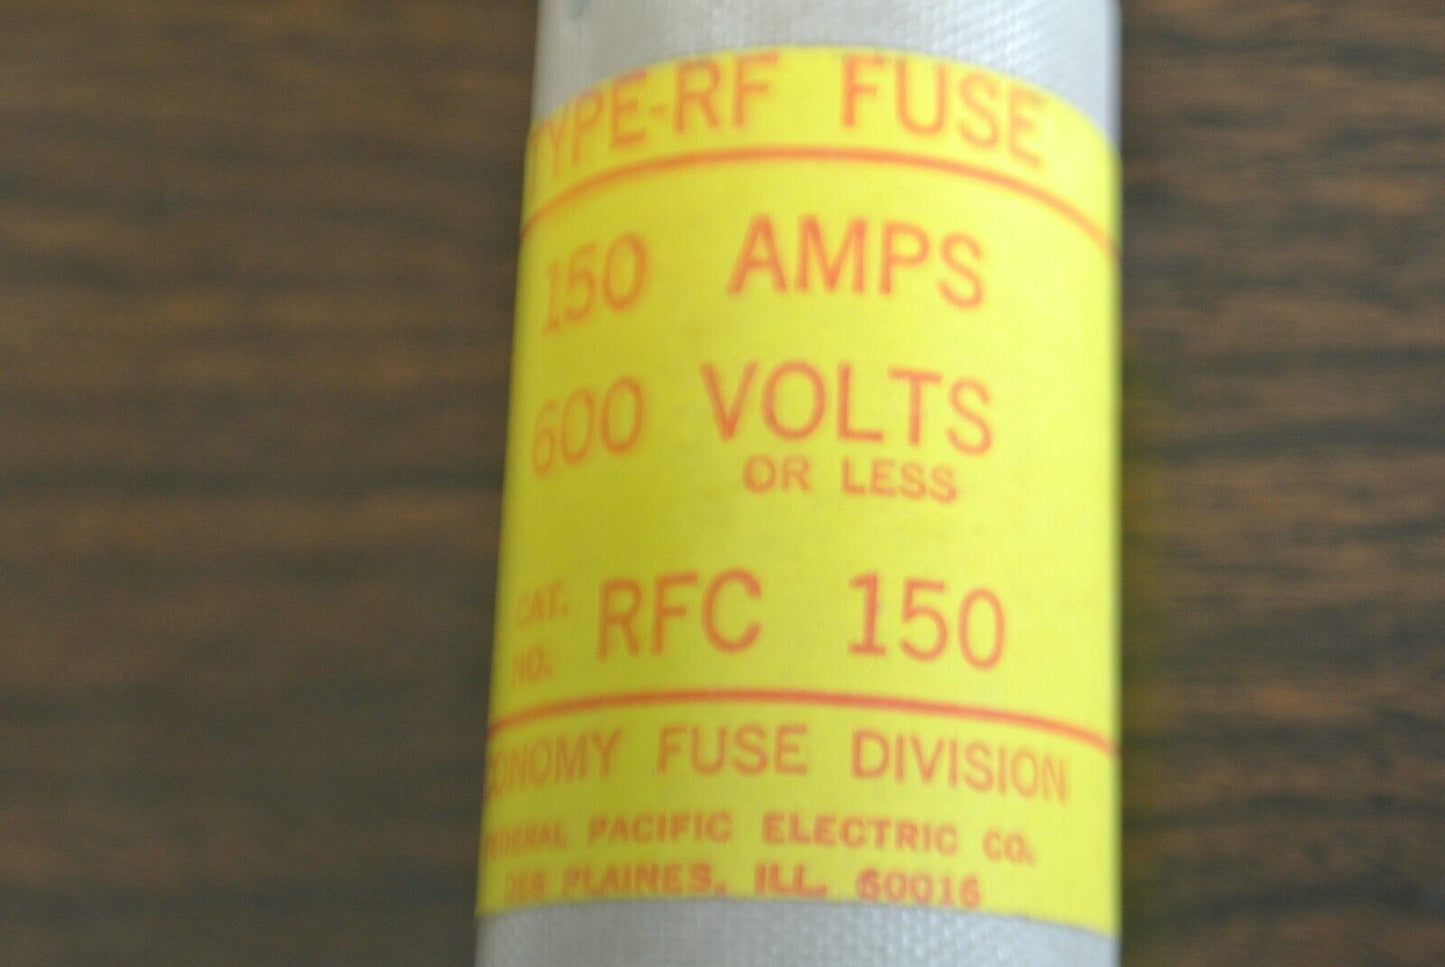 TYPE-RF FUSE
150 AMPS
600 VOLTS
OR LESS
CAT. NO. RFC 150
ONOMY FUSE DIVISION
DERAL PACIFIC ELECTRIC CO.
DES PLAINES, ILL. 60016